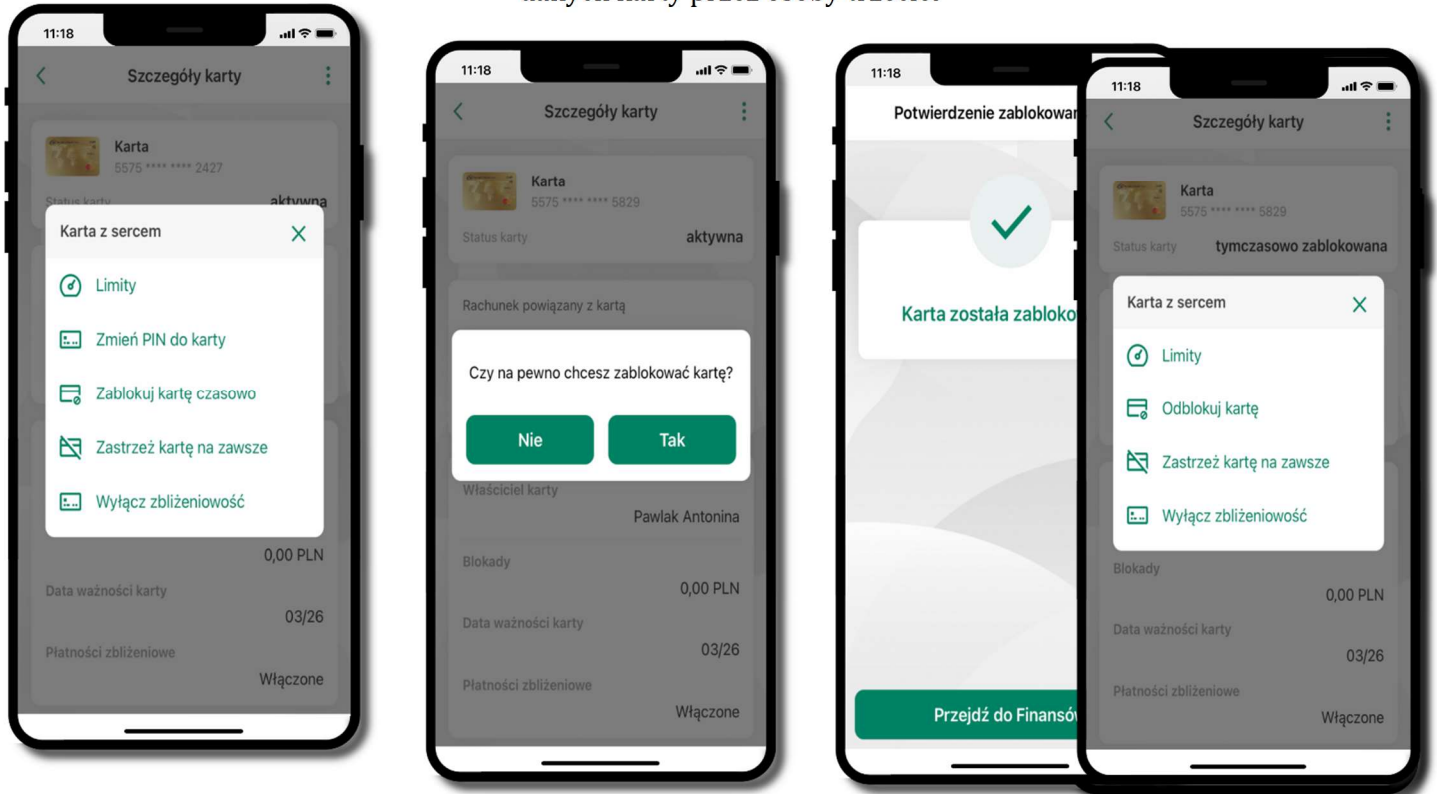 11:18
Szczegóły karty
Karta
5575 **** **** 2427
Status karty
aktywna
Karta z sercem
Limity
Zmień PIN do karty
Zablokuj kartę czasowo
Zastrzeż kartę na zawsze
Wyłącz zbliżeniowość
0,00 PLN
Data ważności karty
03/26
Płatności zbliżeniowe
Włączone
11:18
Szczegóły karty
Karta
5575 **** **** 5829
Status karty
aktywna
Rachunek powiązany z kartą
Czy na pewno chcesz zablokować kartę?
Nie
Tak
Właściciel karty
Pawlak Antonina
Blokady
0,00 PLN
Data ważności karty
03/26
Płatności zbliżeniowe
Włączone
11:18
Potwierdzenie
Karta została
Przejdź do
11:18
Szczegóły karty
Karta
5575 **** **** 5829
Status karty
tymczasowo zablokowana
Karta z sercem
Limity
Odblokuj kartę
Zastrzeż kartę na zawsze
Wyłącz zbliżeniowość
Blokady
0,00 PLN
Data ważności karty
03/26
Płatności zbliżeniowe
Włączone